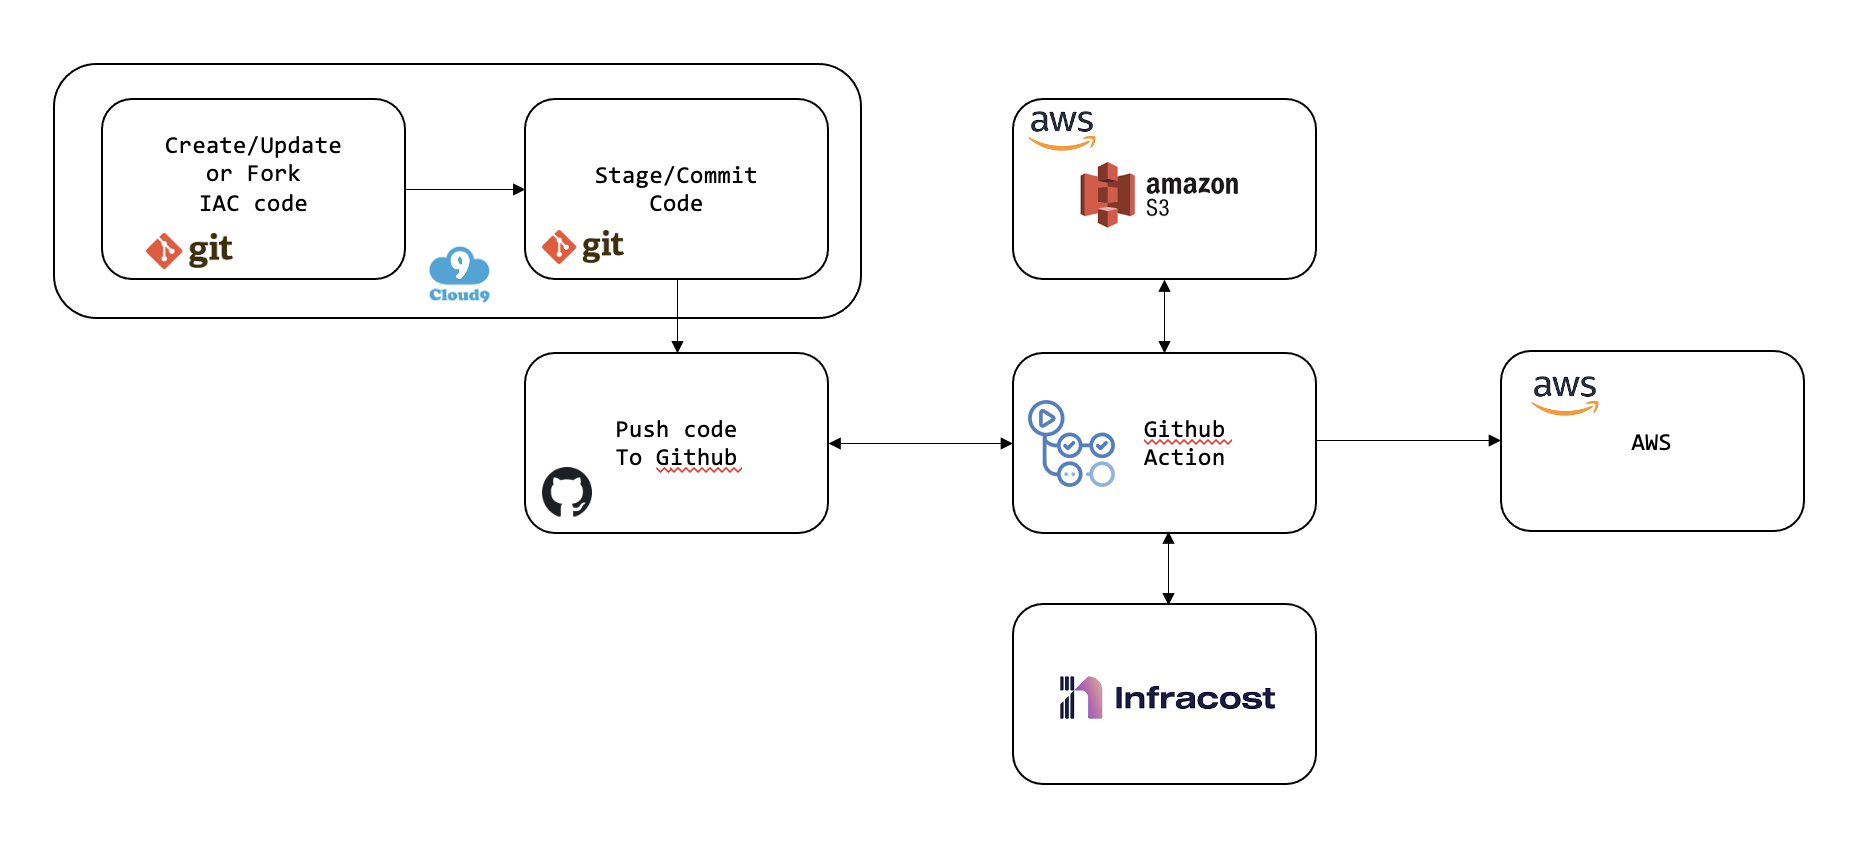 Create/Update
or Fork
IAC code
git
9
Cloud9
Stage/Commit
Code
git
aws
amazon
S3
Push code
To Github
Github
Action
aws
AWS
Infracost